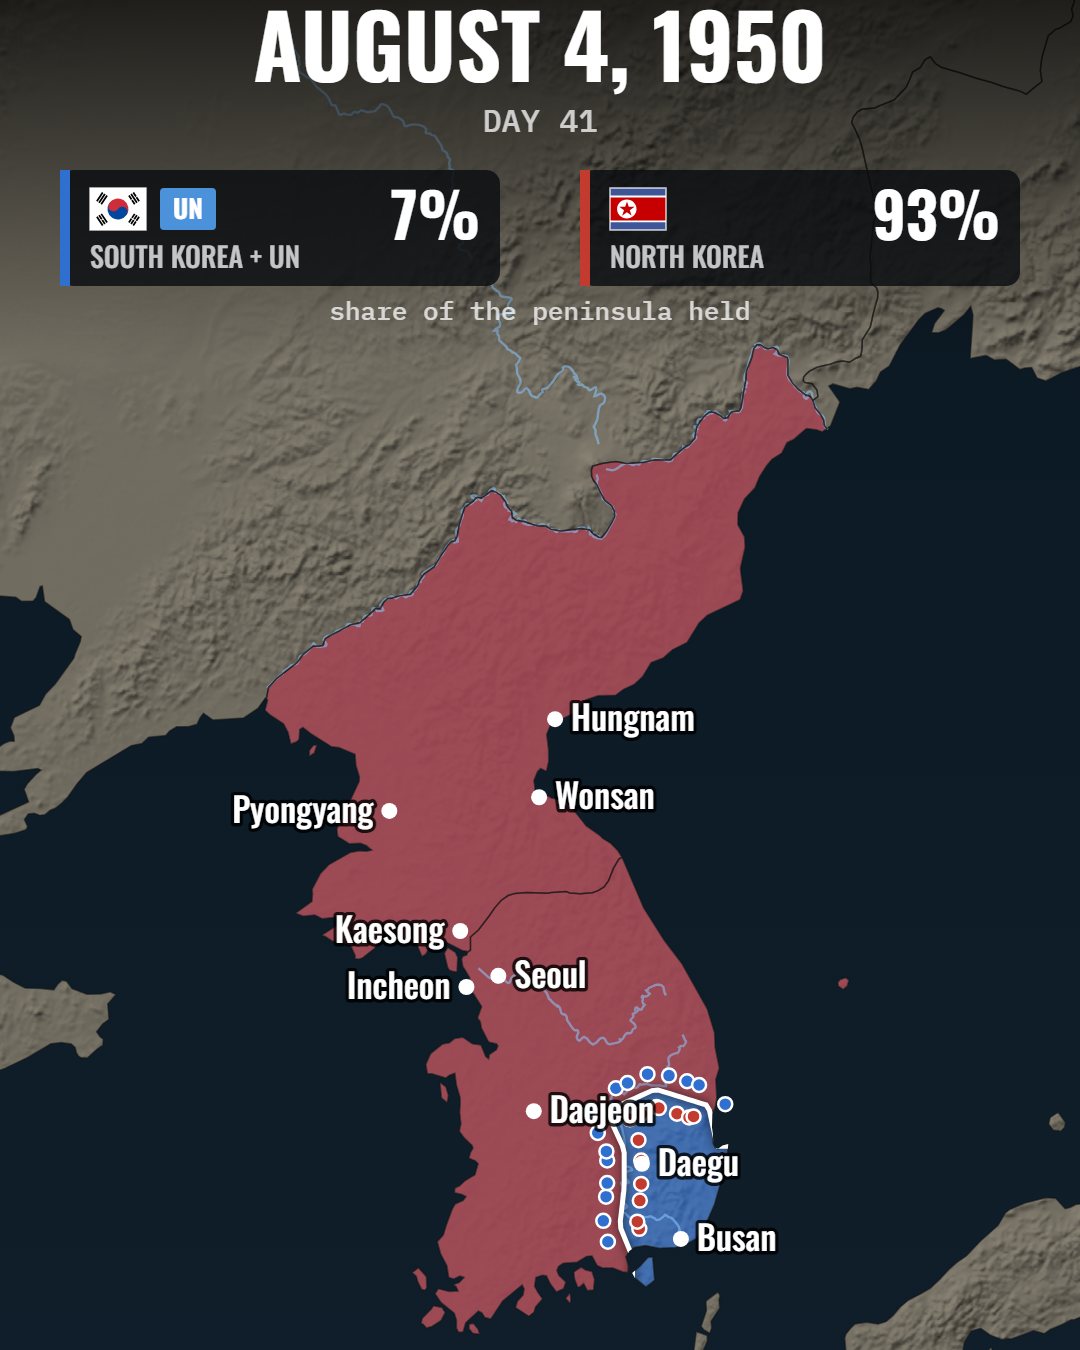 AUGUST 4, 1950
DAY 41
UN
7%
SOUTH KOREA + UN
93%
NORTH KOREA
share of the peninsula held
Hungnam
Wonsan
Pyongyang
Kaesong
Seoul
Incheon
Daejeon
Daegu
Busan